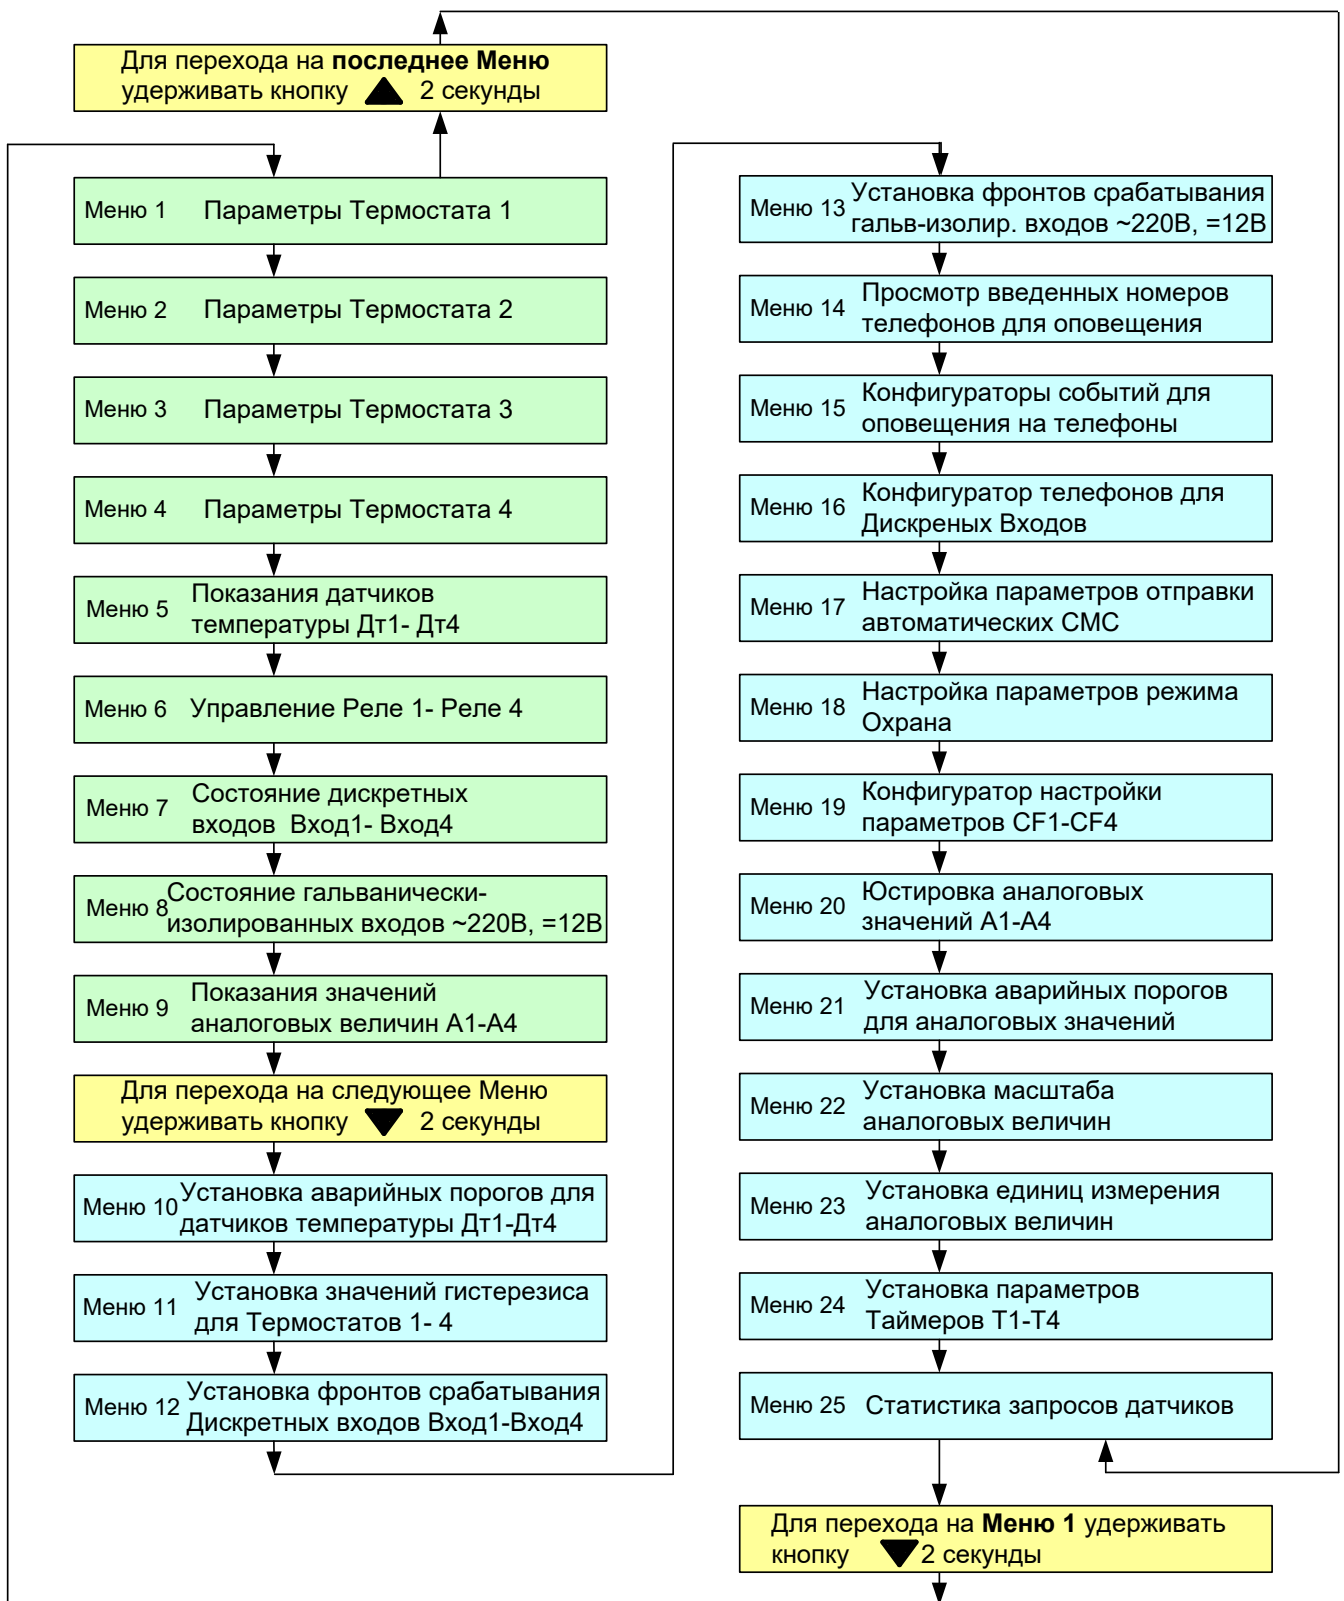 Для перехода на последнее Меню
удерживать кнопку 2 секунды
Меню 1 Параметры Термостата 1
Меню 2 Параметры Термостата 2
Меню 3 Параметры Термостата 3
Меню 4 Параметры Термостата 4
Меню 5 Показания датчиков
температуры Дт1- Дт4
Меню 6 Управление Реле 1- Реле 4
Меню 7 Состояние дискретных
входов Вход1- Вход4
Меню 8 Состояние гальванически-
изолированных входов ~220В, =12В
Меню 9 Показания значений
аналоговых величин А1-А4
Для перехода на следующее Меню
удерживать кнопку 2 секунды
Меню 10 Установка аварийных порогов для
датчиков температуры Дт1-Дт4
Меню 11 Установка значений гистерезиса
для Термостатов 1- 4
Меню 12 Установка фронтов срабатывания
Дискретных входов Вход1-Вход4
Меню 13 Установка фронтов срабатывания
гальв-изолир. входов ~220В, =12В
Меню 14 Просмотр введенных номеров
телефонов для оповещения
Меню 15 Конфигураторы событий для
оповещения на телефоны
Меню 16 Конфигуратор телефонов для
Дискреных Входов
Меню 17 Настройка параметров отправки
автоматических СМС
Меню 18 Настройка параметров режима
Охрана
Меню 19 Конфигуратор настройки
параметров CF1-CF4
Меню 20 Юстировка аналоговых
значений А1-А4
Меню 21 Установка аварийных порогов
для аналоговых значений
Меню 22 Установка масштаба
аналоговых величин
Меню 23 Установка единиц измерения
аналоговых величин
Меню 24 Установка параметров
Таймеров Т1-Т4
Меню 25 Статистика запросов датчиков
Для перехода на Меню 1 удерживать
кнопку 2 секунды